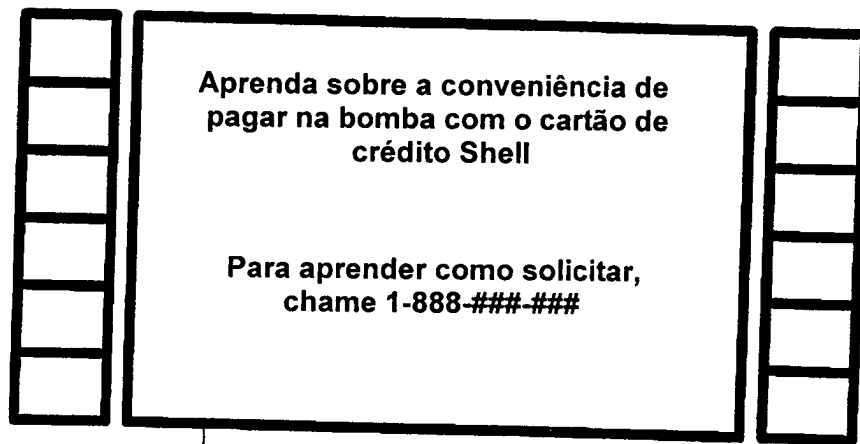 Aprenda sobre a conveniência de
pagar na bomba com o cartão de
crédito Shell
Para aprender como solicitar,
chame 1-888-###-###